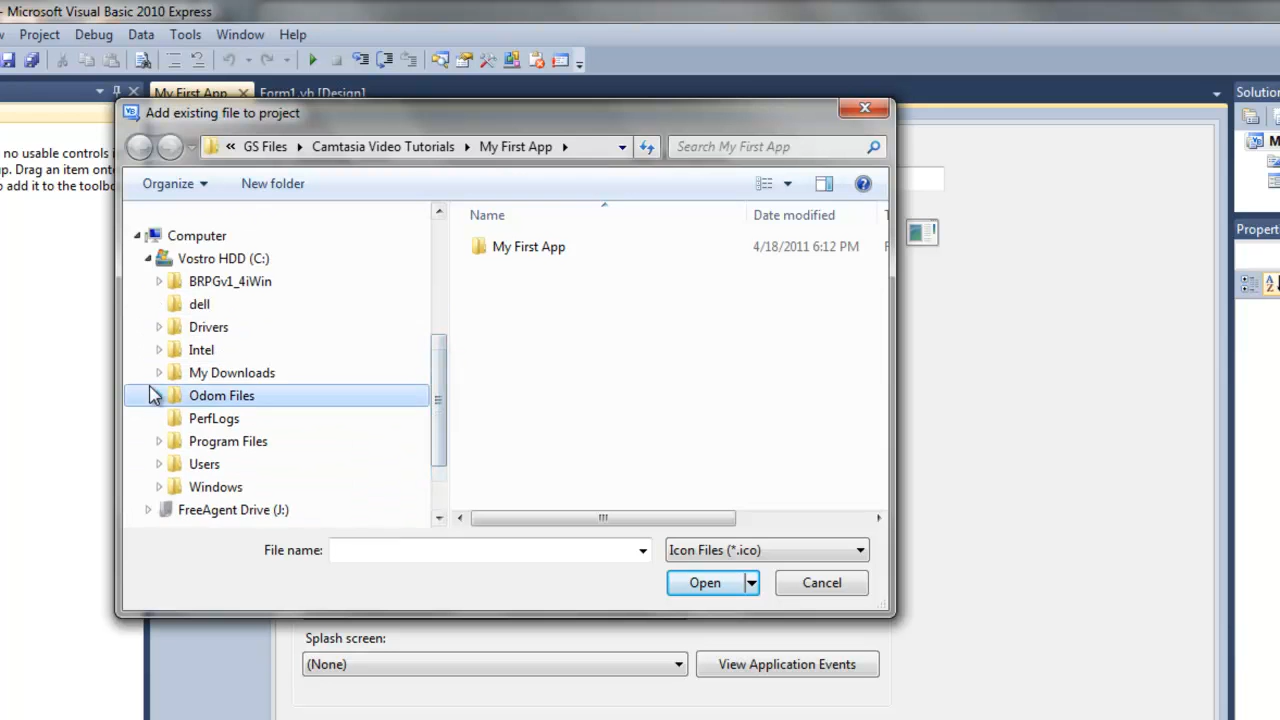 - Microsoft Visual Basic 2010 Express
Project Debug Data Tools Window Help
My First App Form1.vb [Design]
Solutio
Add existing file to project
GS Files Camtasia Video Tutorials My First App
Search My First App
no usable controls i
up. Drag an item onto
o add it to the toolbo
Organize New folder
Name Date modified
My First App 4/18/2011 6:12 PM
Computer
Vostro HDD (C:)
BRPGv1_4iWin
dell
Drivers
Intel
My Downloads
Odom Files
PerfLogs
Program Files
Users
Windows
FreeAgent Drive (J:)
Propert
File name:
Icon Files (*.ico)
Open Cancel
Splash screen:
(None)
View Application Events